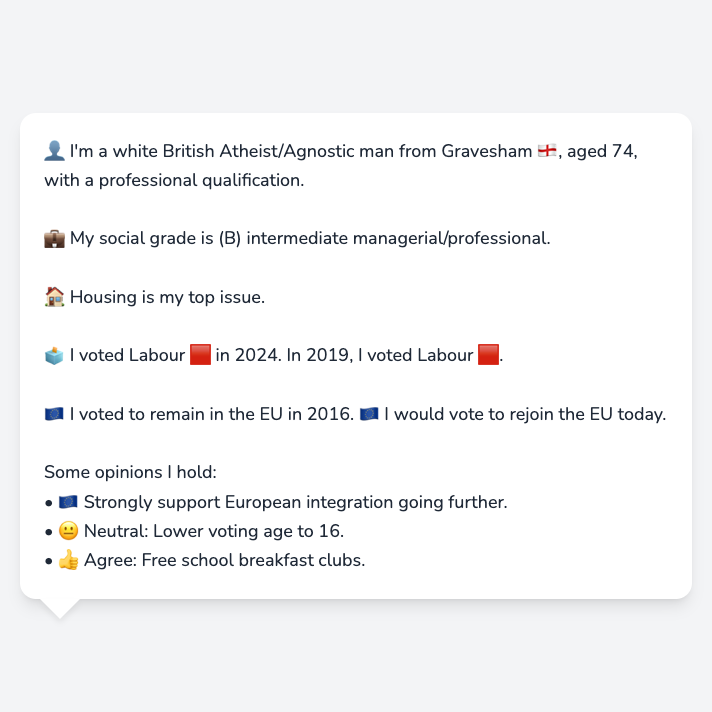 👤 I'm a white British Atheist/Agnostic man from Gravesham 🏴󠁧󠁢󠁥󠁮󠁧󠁿, aged 74,
with a professional qualification.
💼 My social grade is (B) intermediate managerial/professional.
🏠 Housing is my top issue.
🗳️ I voted Labour 🟥 in 2024. In 2019, I voted Labour 🟥.
🇪🇺 I voted to remain in the EU in 2016. 🇪🇺 I would vote to rejoin the EU today.
Some opinions I hold:
• 🇪🇺 Strongly support European integration going further.
• 😐 Neutral: Lower voting age to 16.
• 👍 Agree: Free school breakfast clubs.